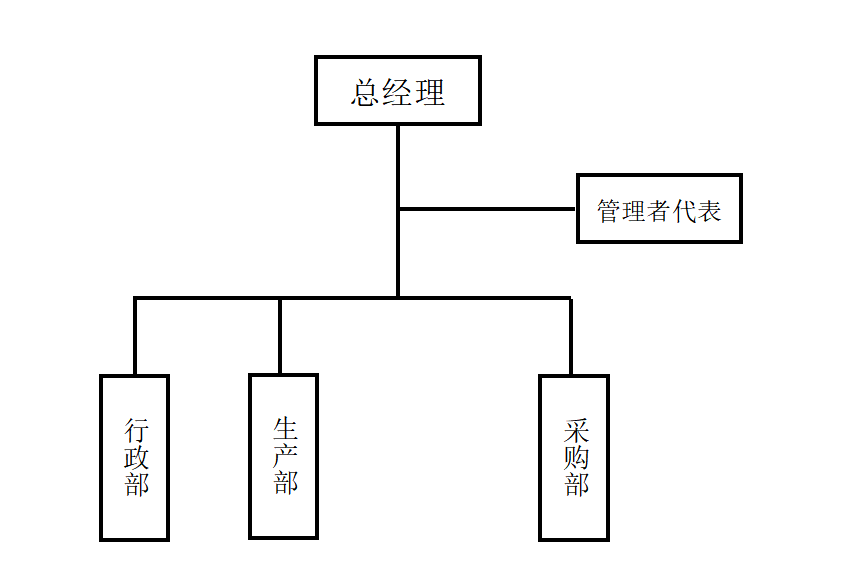 总经理
管理者代表
行政部
生产部
采购部